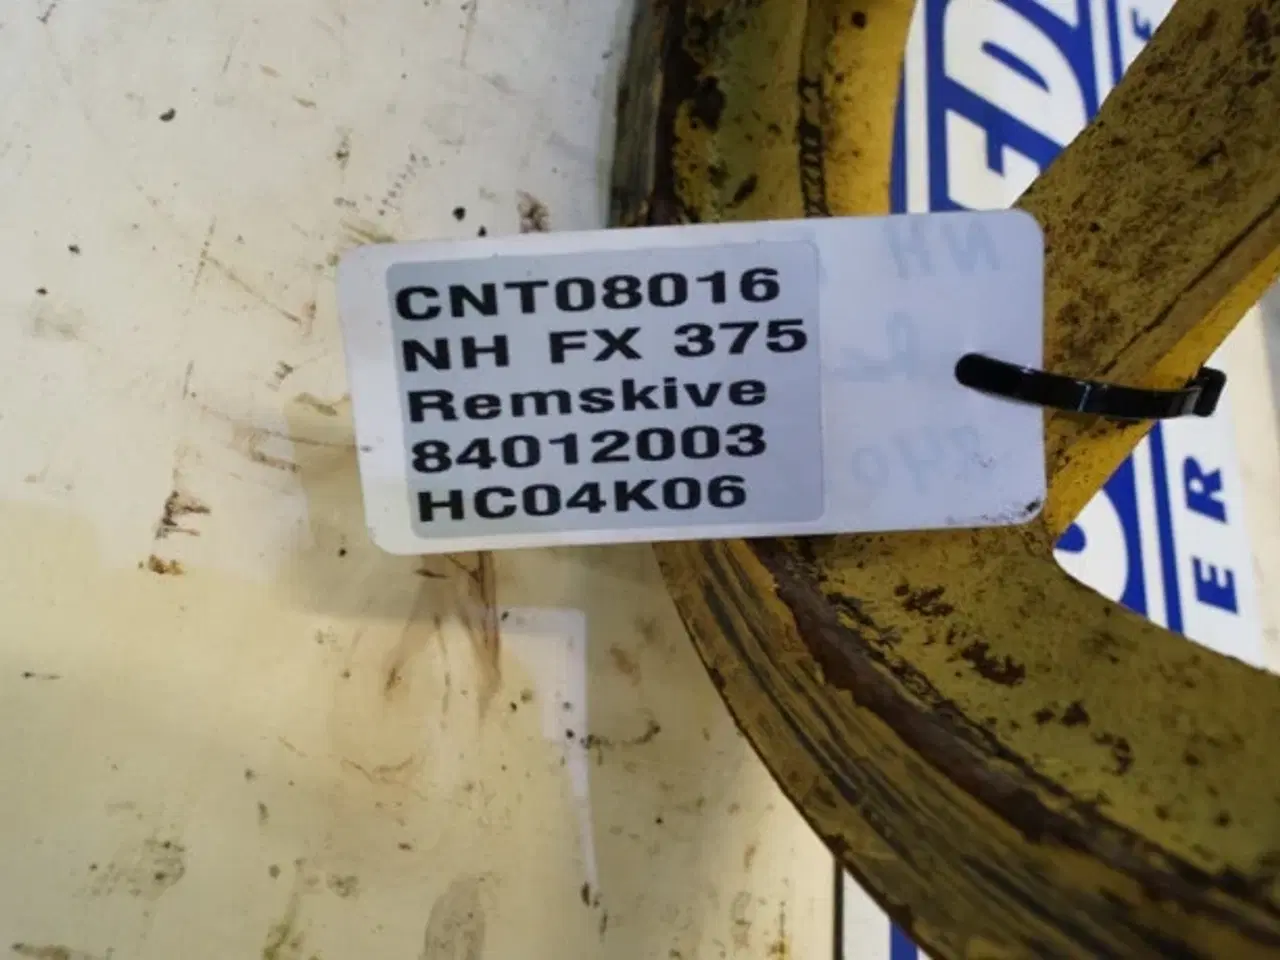 CNT08016
NH FX 375
Remskive
84012003
HC04K06